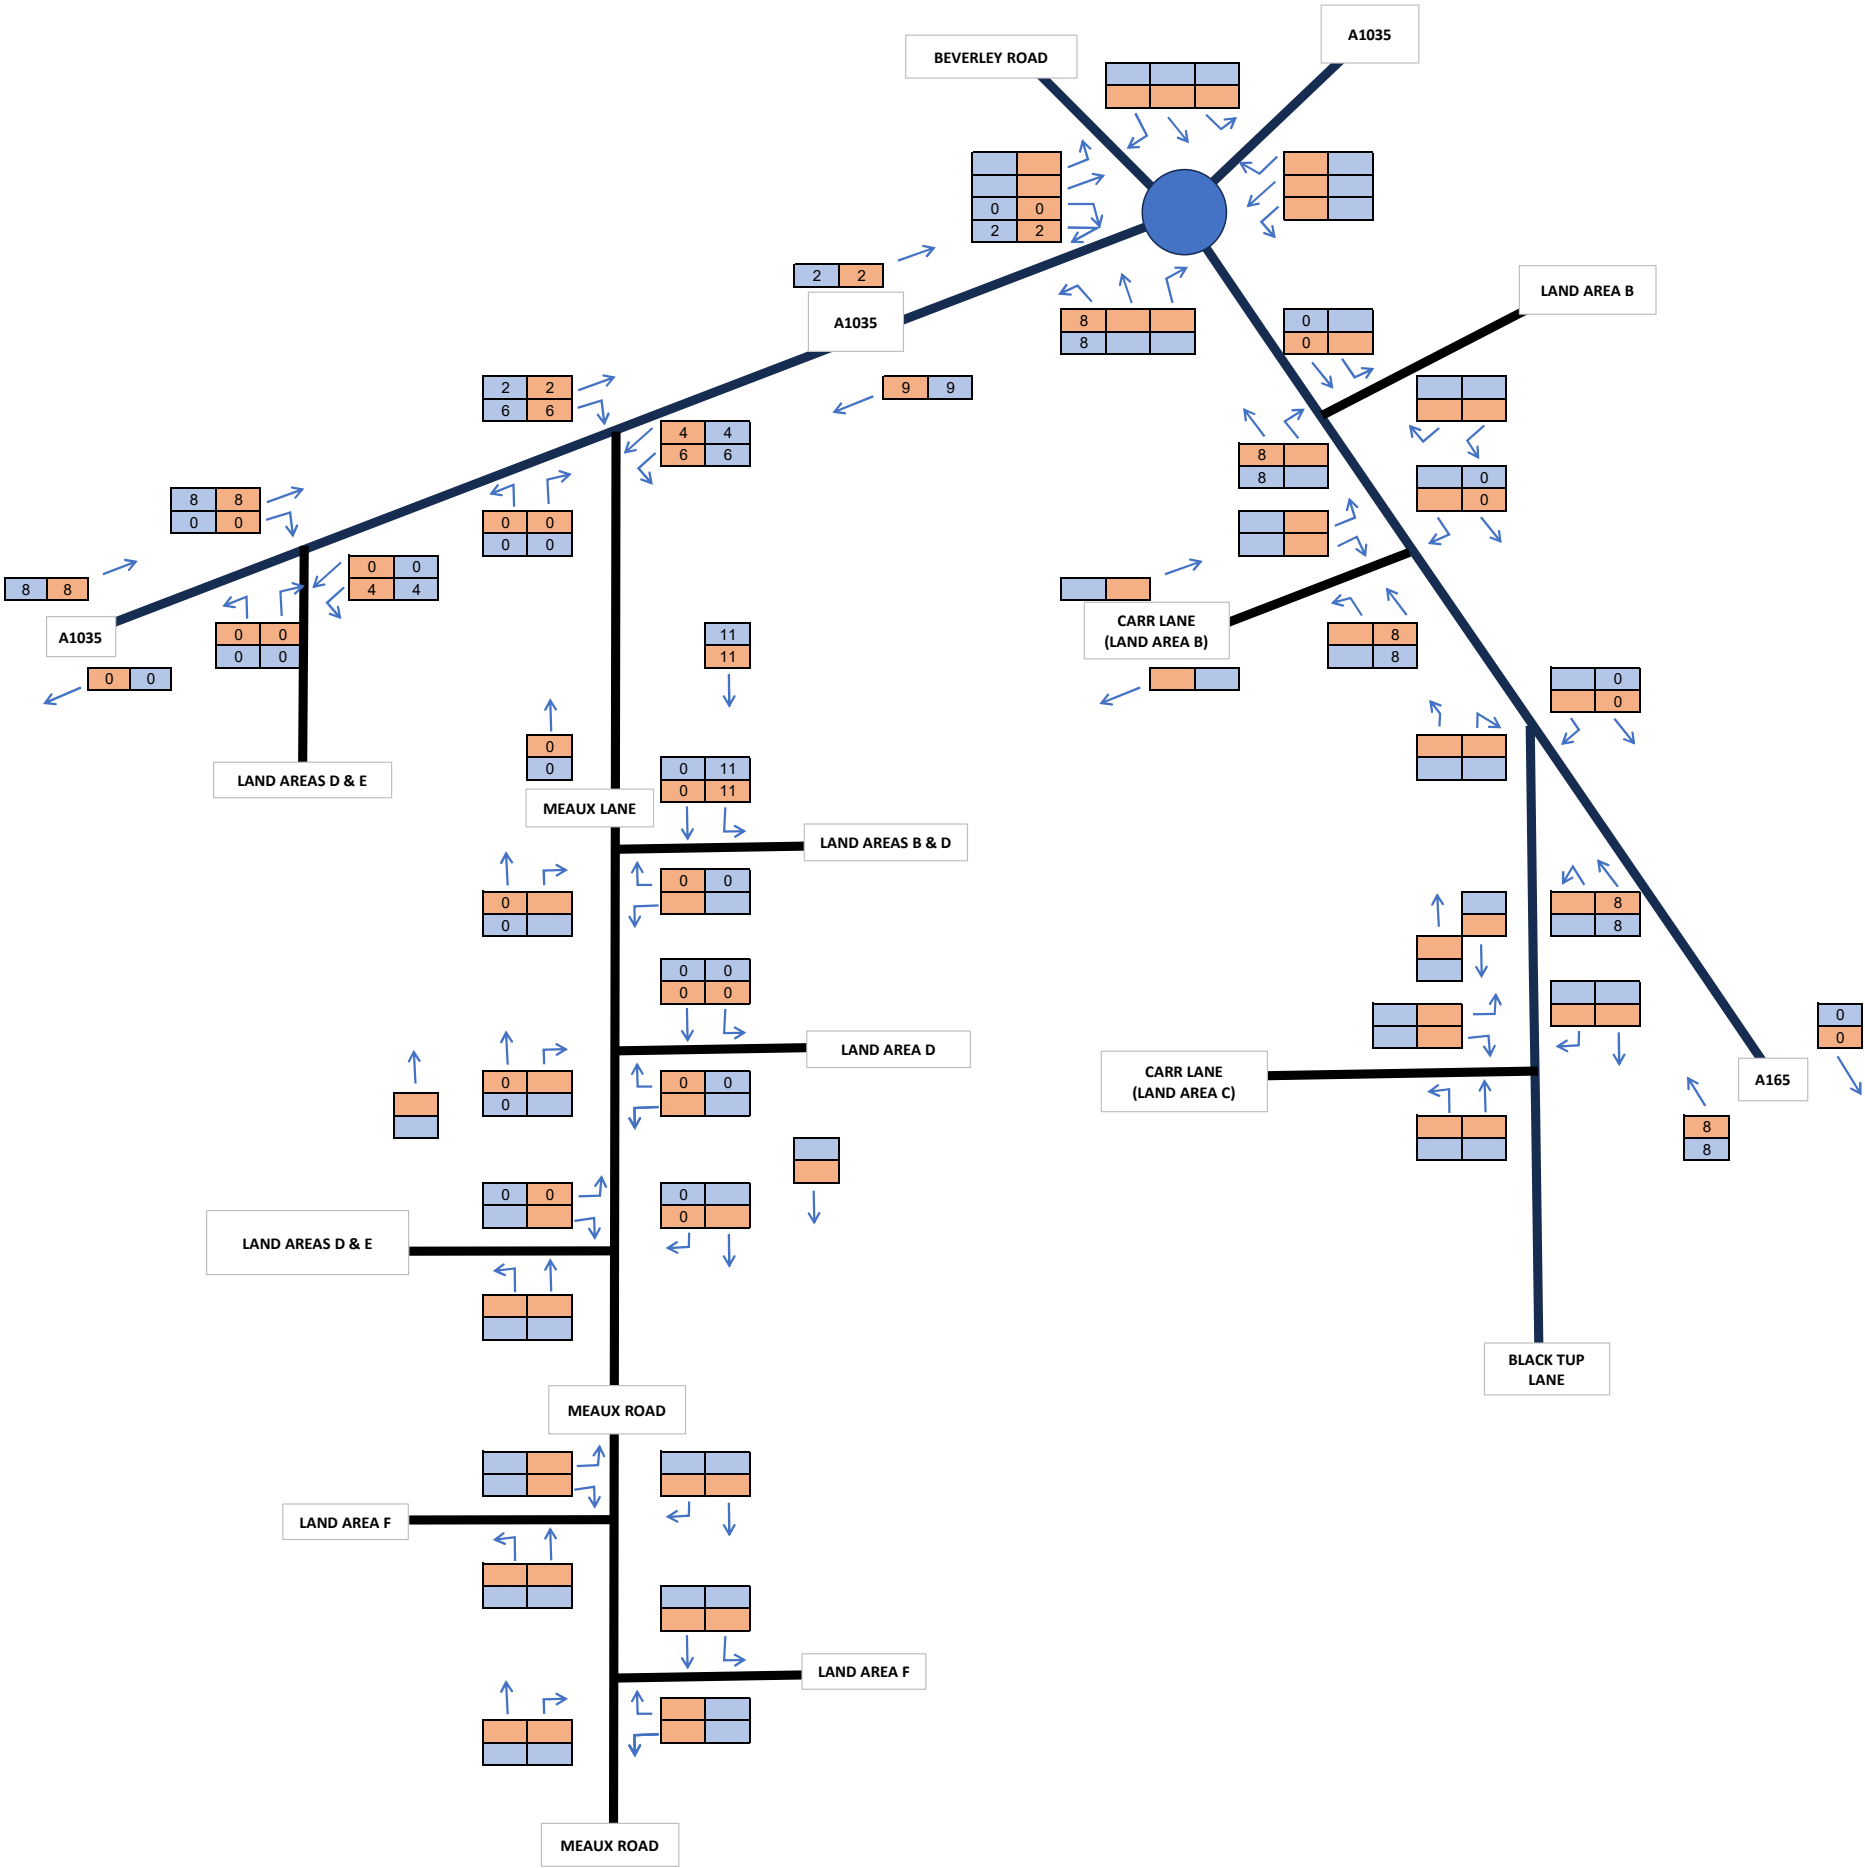 A1035
BEVERLEY ROAD
0 0
2 2
2 2
LAND AREA B
A1035
8
8
0
0
2 2
6 6
9 9
4 4
6 6
8
8
0
0
8 8
0 0
0 0
0 0
0 0
4 4
8 8
CARR LANE
(LAND AREA B)
8
8
A1035
0 0
0 0
11
11
0 0
0
0
0
0
LAND AREAS D & E
0 11
0 11
MEAUX LANE
LAND AREAS B & D
0
0
0 0
8
8
0 0
0 0
LAND AREA D
0
0
0 0
CARR LANE
(LAND AREA C)
A165
0
0
8
8
0 0
0
0
LAND AREAS D & E
BLACK TUP
LANE
MEAUX ROAD
LAND AREA F
LAND AREA F
MEAUX ROAD